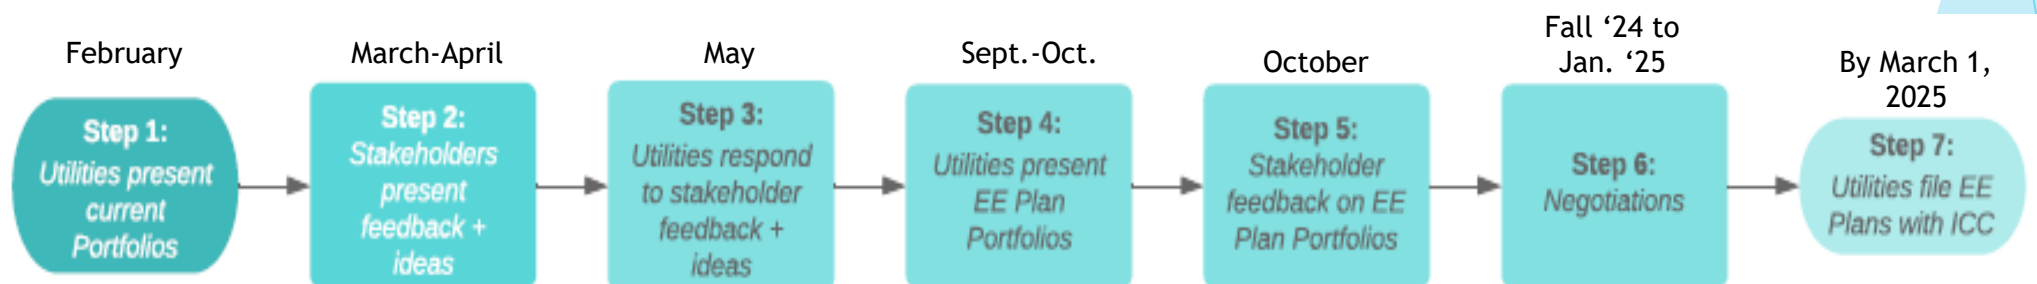 February
Step 1:
Utilities present
current
Portfolios
March-April
Step 2:
Stakeholders
present
feedback +
ideas
May
Step 3:
Utilities respond
to stakeholder
feedback +
ideas
Sept.-Oct.
Step 4:
Utilities present
EE Plan
Portfolios
October
Step 5:
Stakeholder
feedback on EE
Plan Portfolios
Fall ‘24 to
Jan. ‘25
Step 6:
Negotiations
By March 1,
2025
Step 7:
Utilities file EE
Plans with ICC